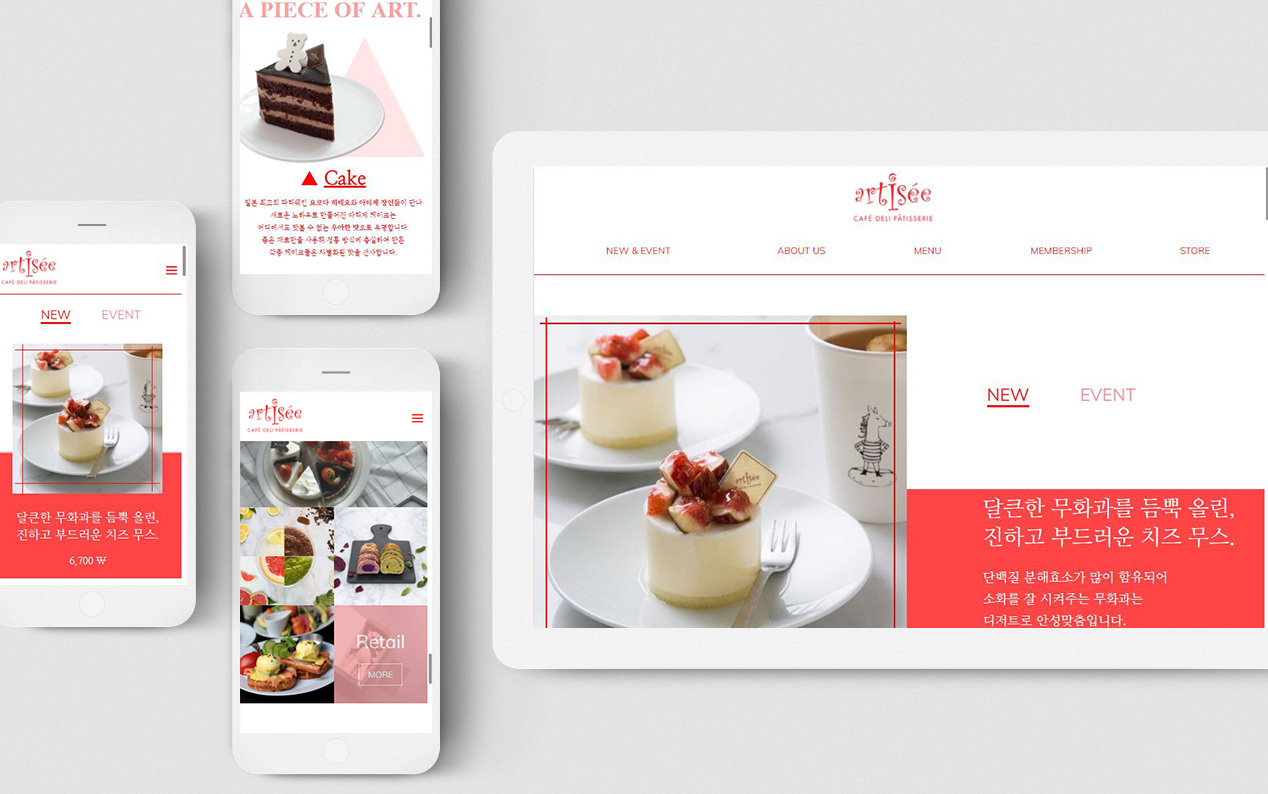 artisée
CAFÉ·DELI PÂTISSERIE
NEW EVENT
달큰한 무화과를 듬뿍 올린,
진하고 부드러운 치즈 무스.
6,700 ₩
A PIECE OF ART.
Cake
일본 최고의 파티쉐인 요코다 히데요와 아티제 장인들이 만나
새로운 노하우로 만들어진 아티제 케이크는
어디에서도 맛볼 수 없는 우아한 맛으로 유명합니다.
좋은 재료만을 사용해 정통 방식에 충실하여 만든
각종 케이크들은 차별화된 맛을 선사합니다.
artisée
CAFÉ·DELI PÂTISSERIE
Retail
MORE
artisée
CAFÉ·DELI PÂTISSERIE
NEW & EVENT ABOUT US MENU MEMBERSHIP STORE
artisée
NEW EVENT
달큰한 무화과를 듬뿍 올린,
진하고 부드러운 치즈 무스.
단백질 분해효소가 많이 함유되어
소화를 잘 시켜주는 무화과는
디저트로 안성맞춤입니다.